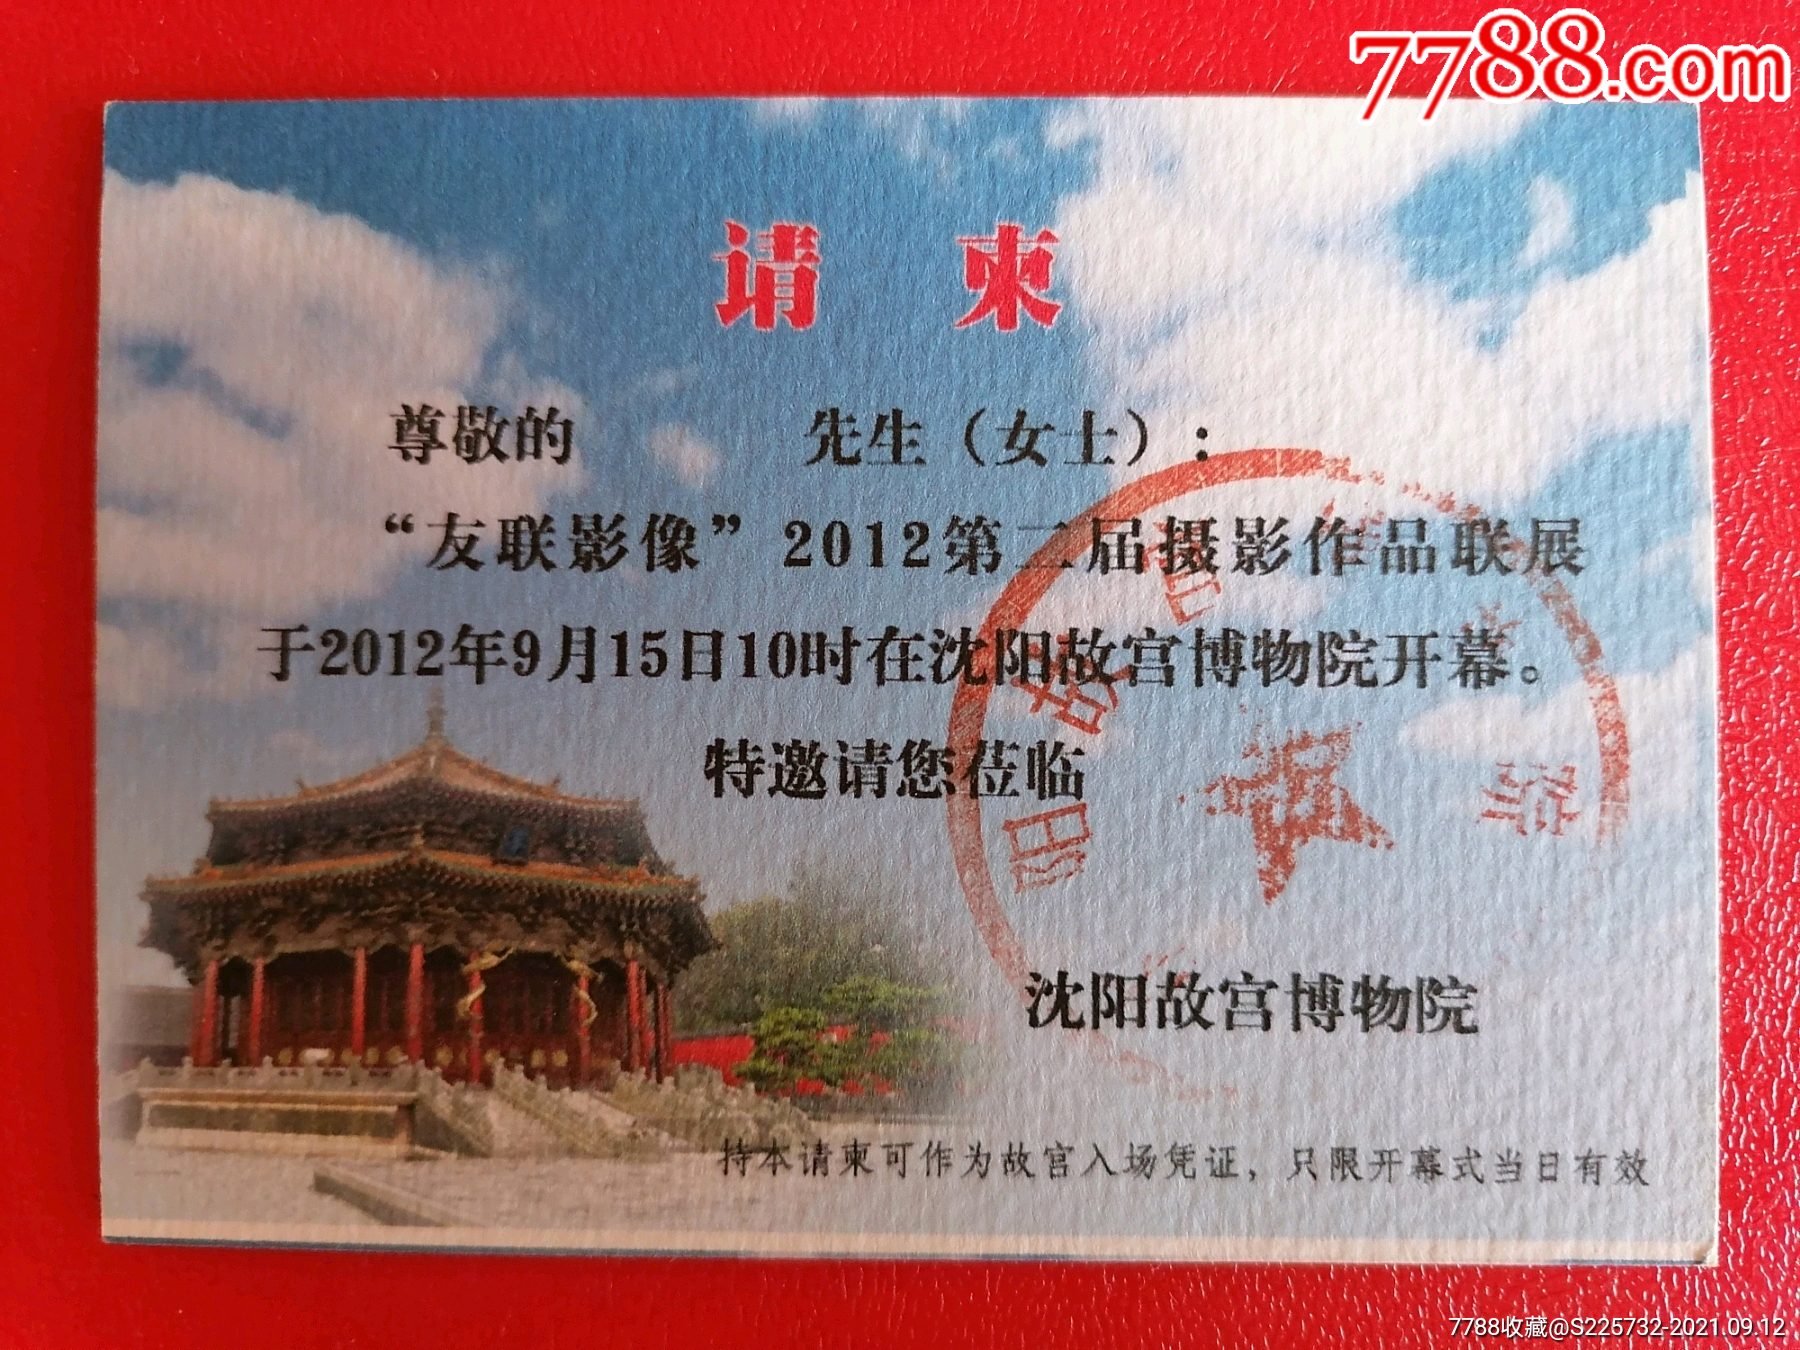 7788.com
请柬
尊敬的 先生（女士）：
“友联影像”2012第二届摄影作品联展
于2012年9月15日10时在沈阳故宫博物院开幕。
特邀请您莅临
阳故宫 院
沈阳故宫博物院
持本请柬可作为故宫入场凭证，只限开幕式当日有效
7788收藏@S225732-2021.09.12